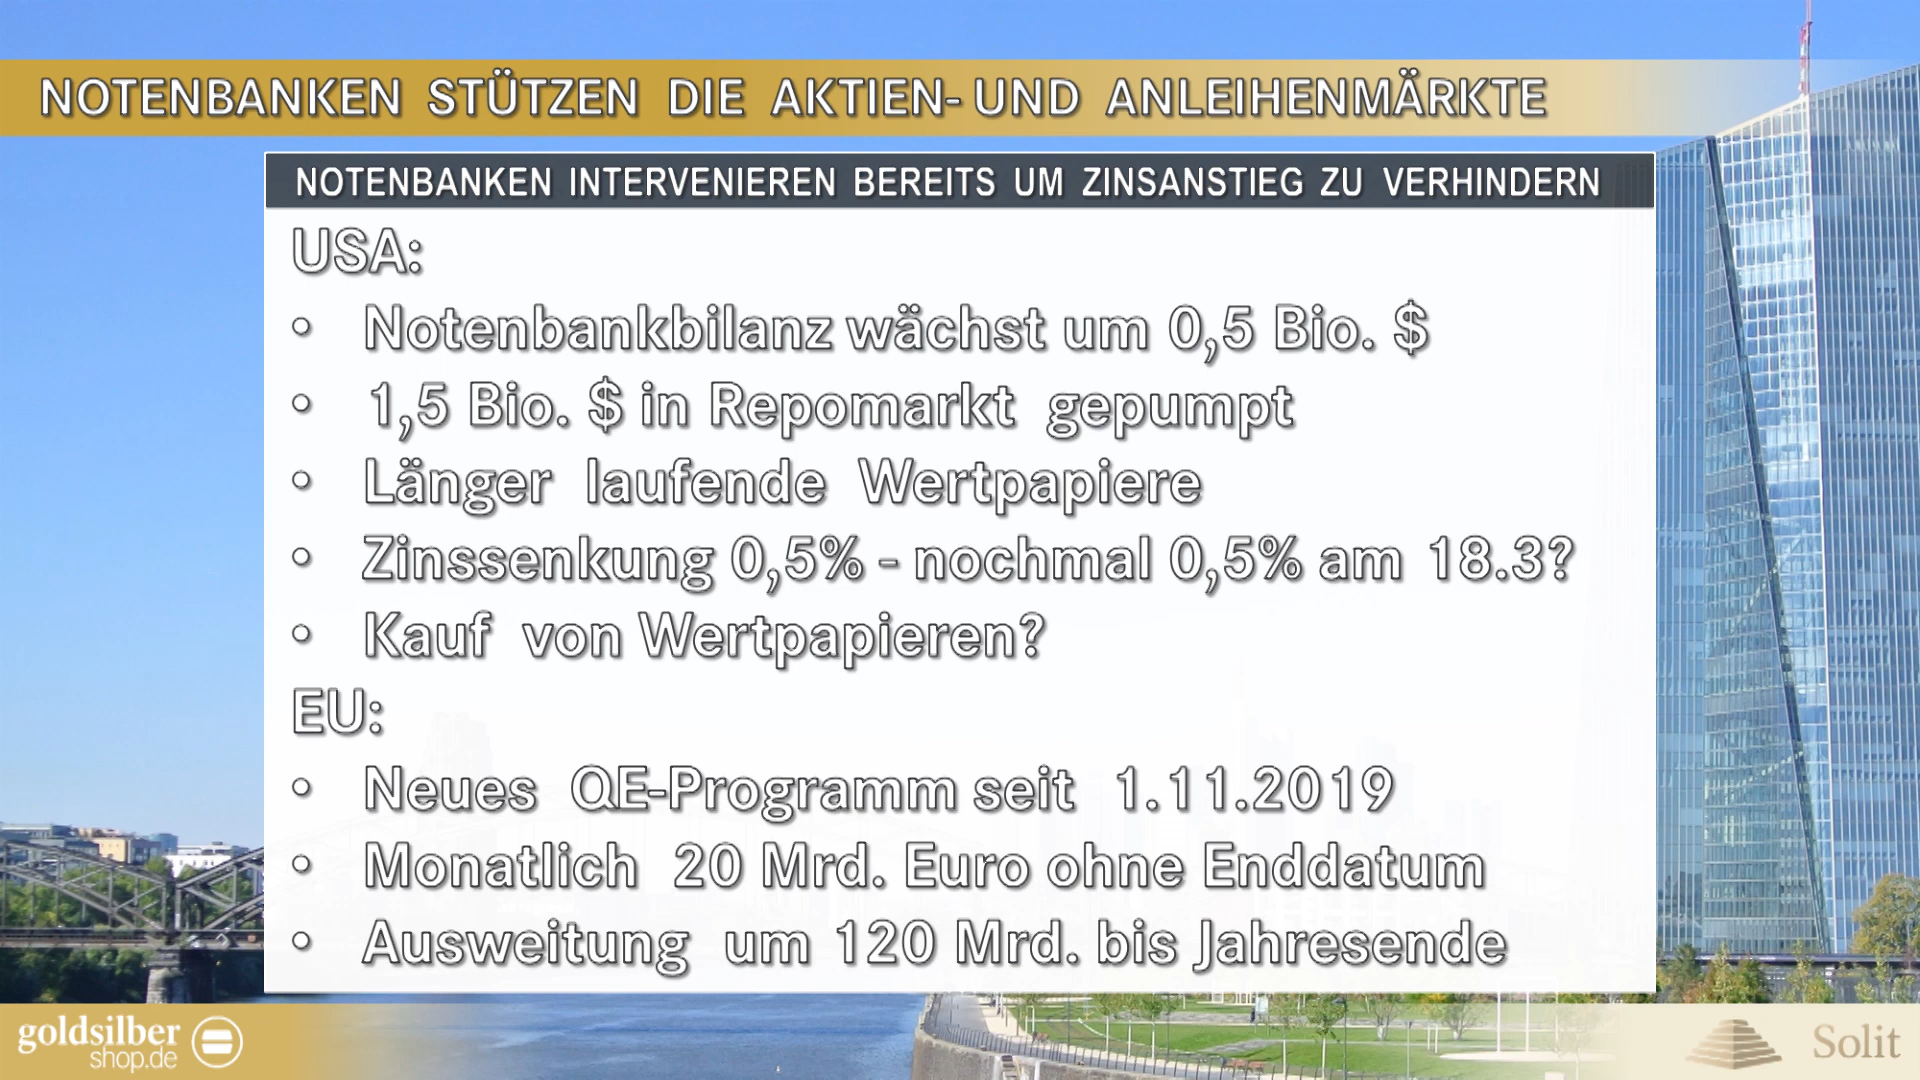 NOTENBANKEN STÜTZEN DIE AKTIEN- UND ANLEIHENMÄRKTE
NOTENBANKEN INTERVENIEREN BEREITS UM ZINSANSTIEG ZU VERHINDERN
USA:
• Notenbankbilanz wächst um 0,5 Bio. $
• 1,5 Bio. $ in Repomarkt gepumpt
• Länger laufende Wertpapiere
• Zinssenkung 0,5% - nochmal 0,5% am 18.3?
• Kauf von Wertpapieren?
EU:
• Neues QE-Programm seit 1.11.2019
• Monatlich 20 Mrd. Euro ohne Enddatum
• Ausweitung um 120 Mrd. bis Jahresende
goldsilber
shop.de
Solit